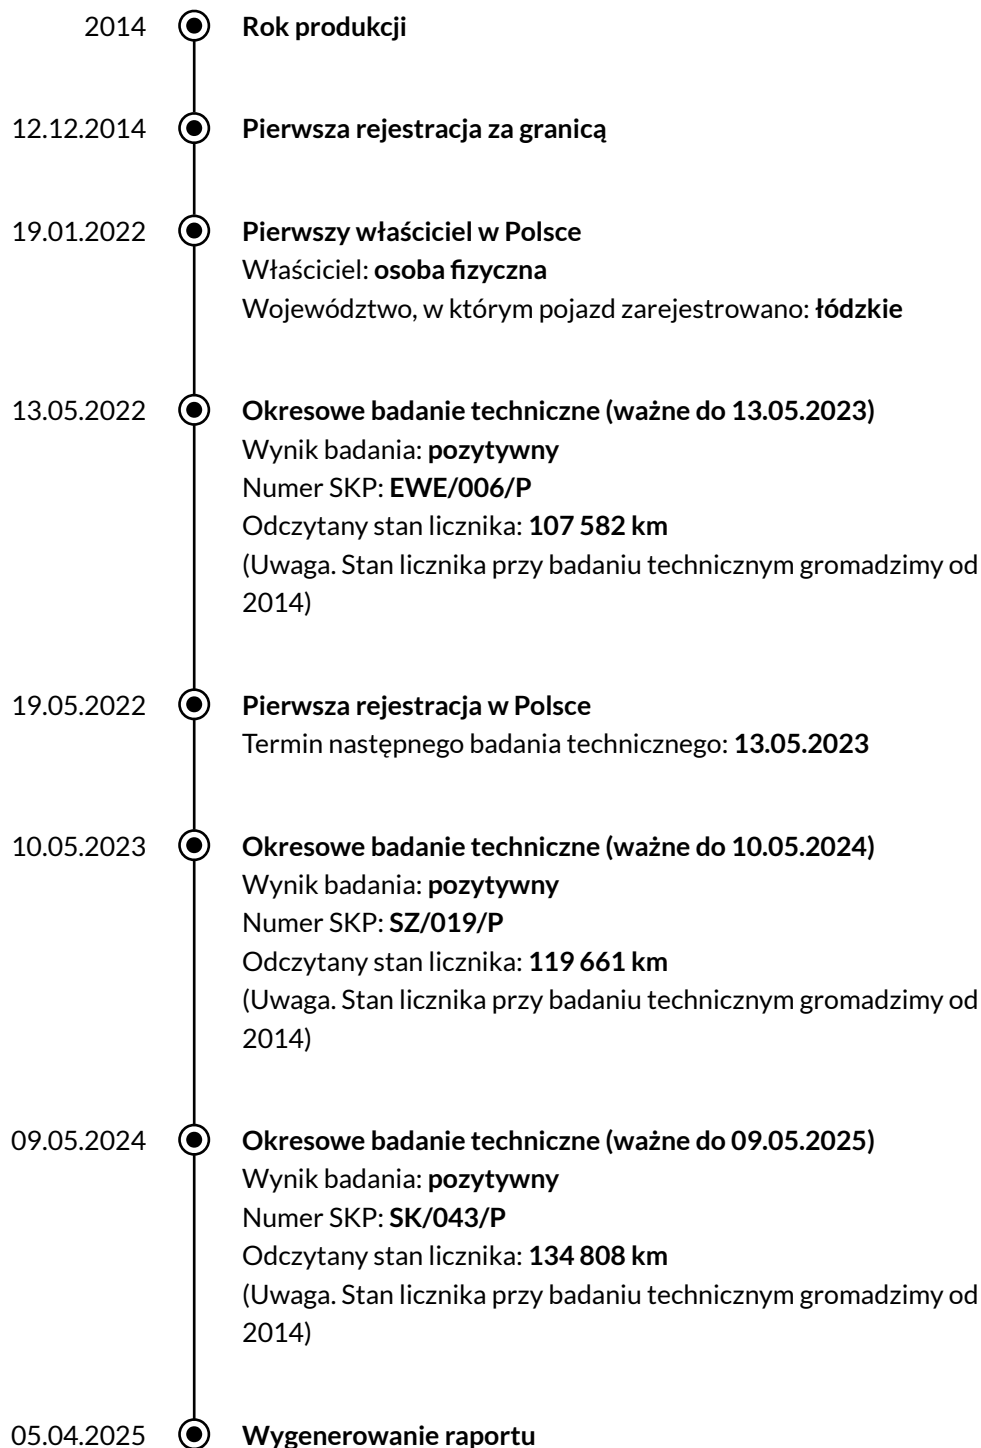 2014 Rok produkcji
12.12.2014 Pierwsza rejestracja za granicą
19.01.2022 Pierwszy właściciel w Polsce
Właściciel: osoba fizyczna
Województwo, w którym pojazd zarejestrowano: łódzkie
13.05.2022 Okresowe badanie techniczne (ważne do 13.05.2023)
Wynik badania: pozytywny
Numer SKP: EWE/006/P
Odczytany stan licznika: 107 582 km
(Uwaga. Stan licznika przy badaniu technicznym gromadzimy od
2014)
19.05.2022 Pierwsza rejestracja w Polsce
Termin następnego badania technicznego: 13.05.2023
10.05.2023 Okresowe badanie techniczne (ważne do 10.05.2024)
Wynik badania: pozytywny
Numer SKP: SZ/019/P
Odczytany stan licznika: 119 661 km
(Uwaga. Stan licznika przy badaniu technicznym gromadzimy od
2014)
09.05.2024 Okresowe badanie techniczne (ważne do 09.05.2025)
Wynik badania: pozytywny
Numer SKP: SK/043/P
Odczytany stan licznika: 134 808 km
(Uwaga. Stan licznika przy badaniu technicznym gromadzimy od
2014)
05.04.2025 Wygenerowanie raportu